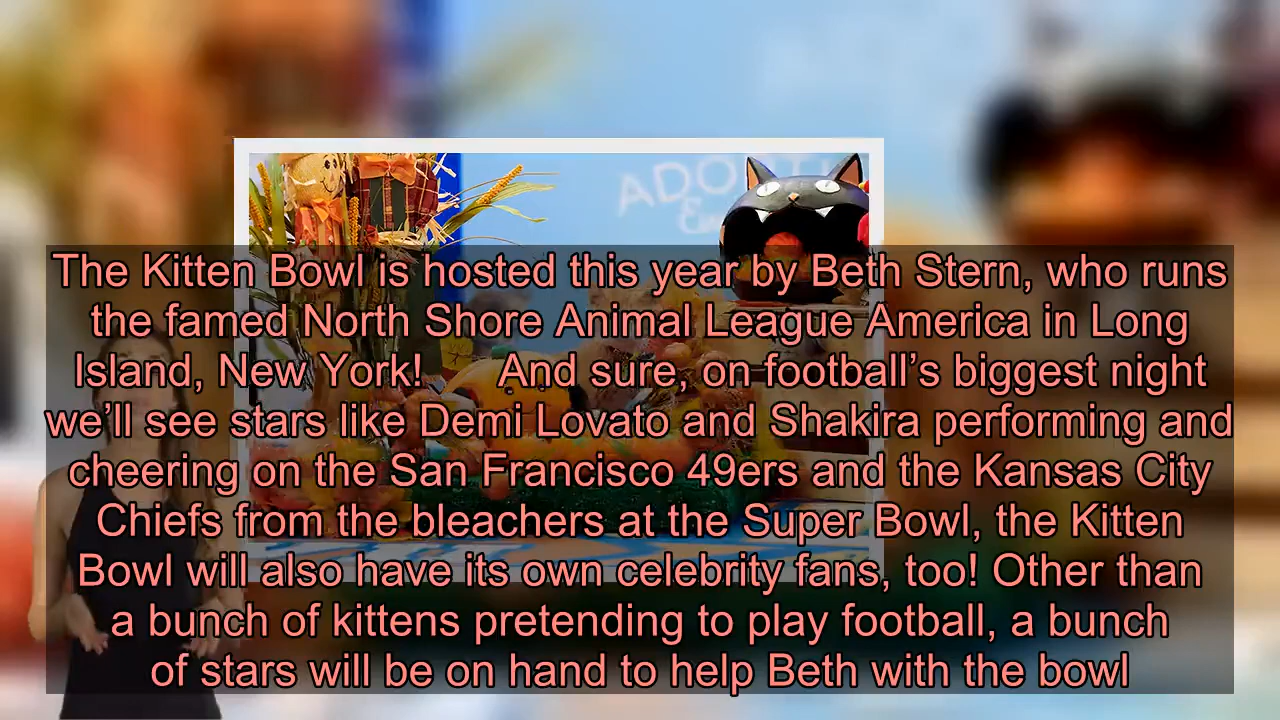 ADO
The Kitten Bowl is hosted this year by Beth Stern, who runs
the famed North Shore Animal League America in Long
Island, New York! And sure, on football’s biggest night
we’ll see stars like Demi Lovato and Shakira performing and
cheering on the San Francisco 49ers and the Kansas City
Chiefs from the bleachers at the Super Bowl, the Kitten
Bowl will also have its own celebrity fans, too! Other than
a bunch of kittens pretending to play football, a bunch
of stars will be on hand to help Beth with the bowl